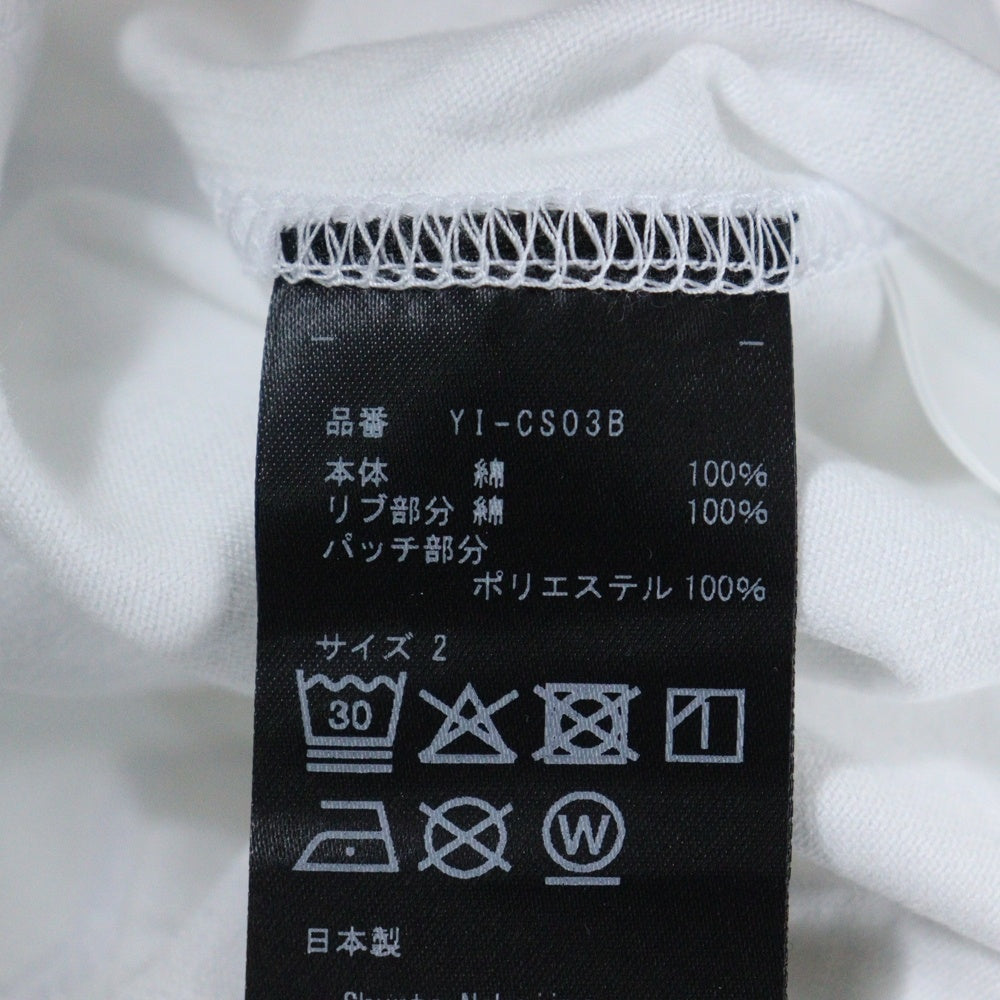 品番 YI-CS03B
本体 綿 100%
リブ部分 綿 100%
パッチ部分
ポリエステル 100%
サイズ 2
30
W
日本製